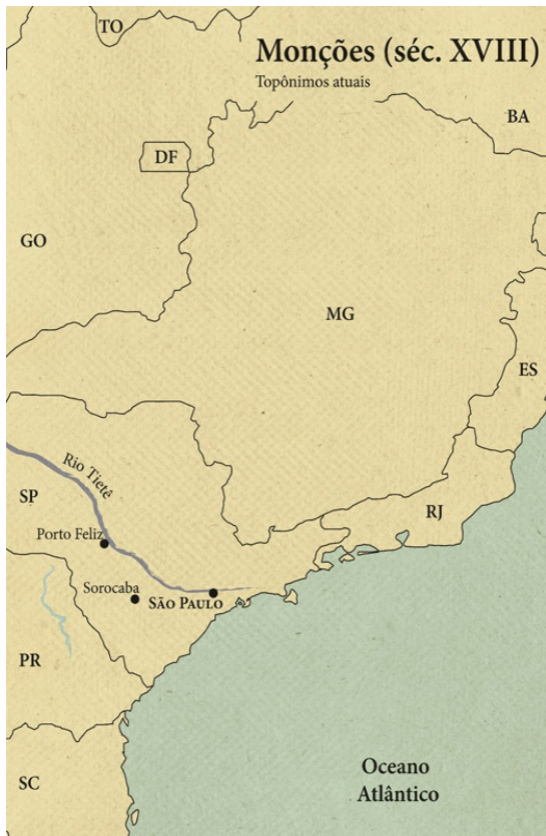 TO
Monções (séc. XVIII)
Topônimos atuais
BA
DF
GO
MG
ES
Rio Tietê
SP
RJ
Porto Feliz
Sorocaba
São Paulo
PR
Oceano
Atlântico
SC